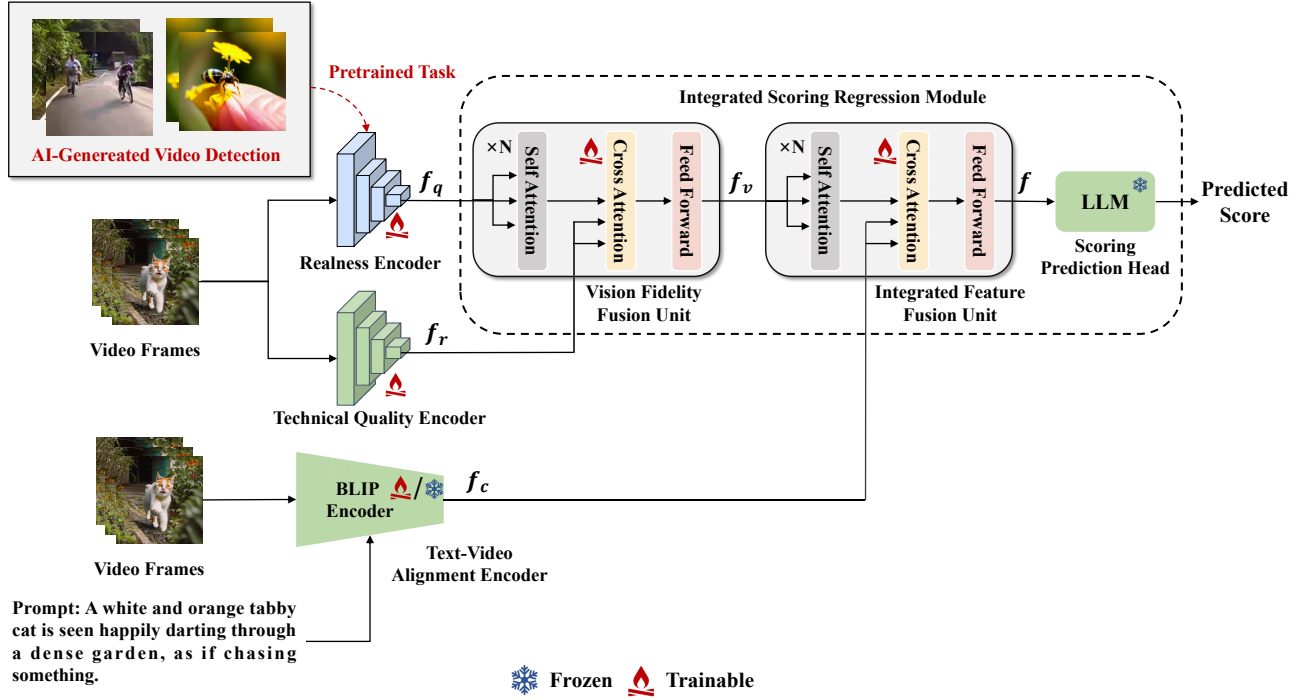 AI-Genereated Video Detection
Pretrained Task
Integrated Scoring Regression Module
×N
Self Attention
Cross Attention
Feed Forward
Vision Fidelity
Fusion Unit
×N
Self Attention
Cross Attention
Feed Forward
Integrated Feature
Fusion Unit
f_q
f_v
f
LLM
Scoring
Prediction Head
Predicted
Score
Realness Encoder
Video Frames
f_r
Technical Quality Encoder
BLIP
Encoder
/
f_c
Text-Video
Alignment Encoder
Video Frames
Prompt: A white and orange tabby
cat is seen happily darting through
a dense garden, as if chasing
something.
Frozen
Trainable